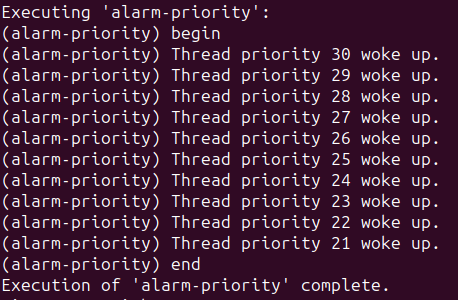 Executing 'alarm-priority':
(alarm-priority) begin
(alarm-priority) Thread priority 30 woke up.
(alarm-priority) Thread priority 29 woke up.
(alarm-priority) Thread priority 28 woke up.
(alarm-priority) Thread priority 27 woke up.
(alarm-priority) Thread priority 26 woke up.
(alarm-priority) Thread priority 25 woke up.
(alarm-priority) Thread priority 24 woke up.
(alarm-priority) Thread priority 23 woke up.
(alarm-priority) Thread priority 22 woke up.
(alarm-priority) Thread priority 21 woke up.
(alarm-priority) end
Execution of 'alarm-priority' complete.